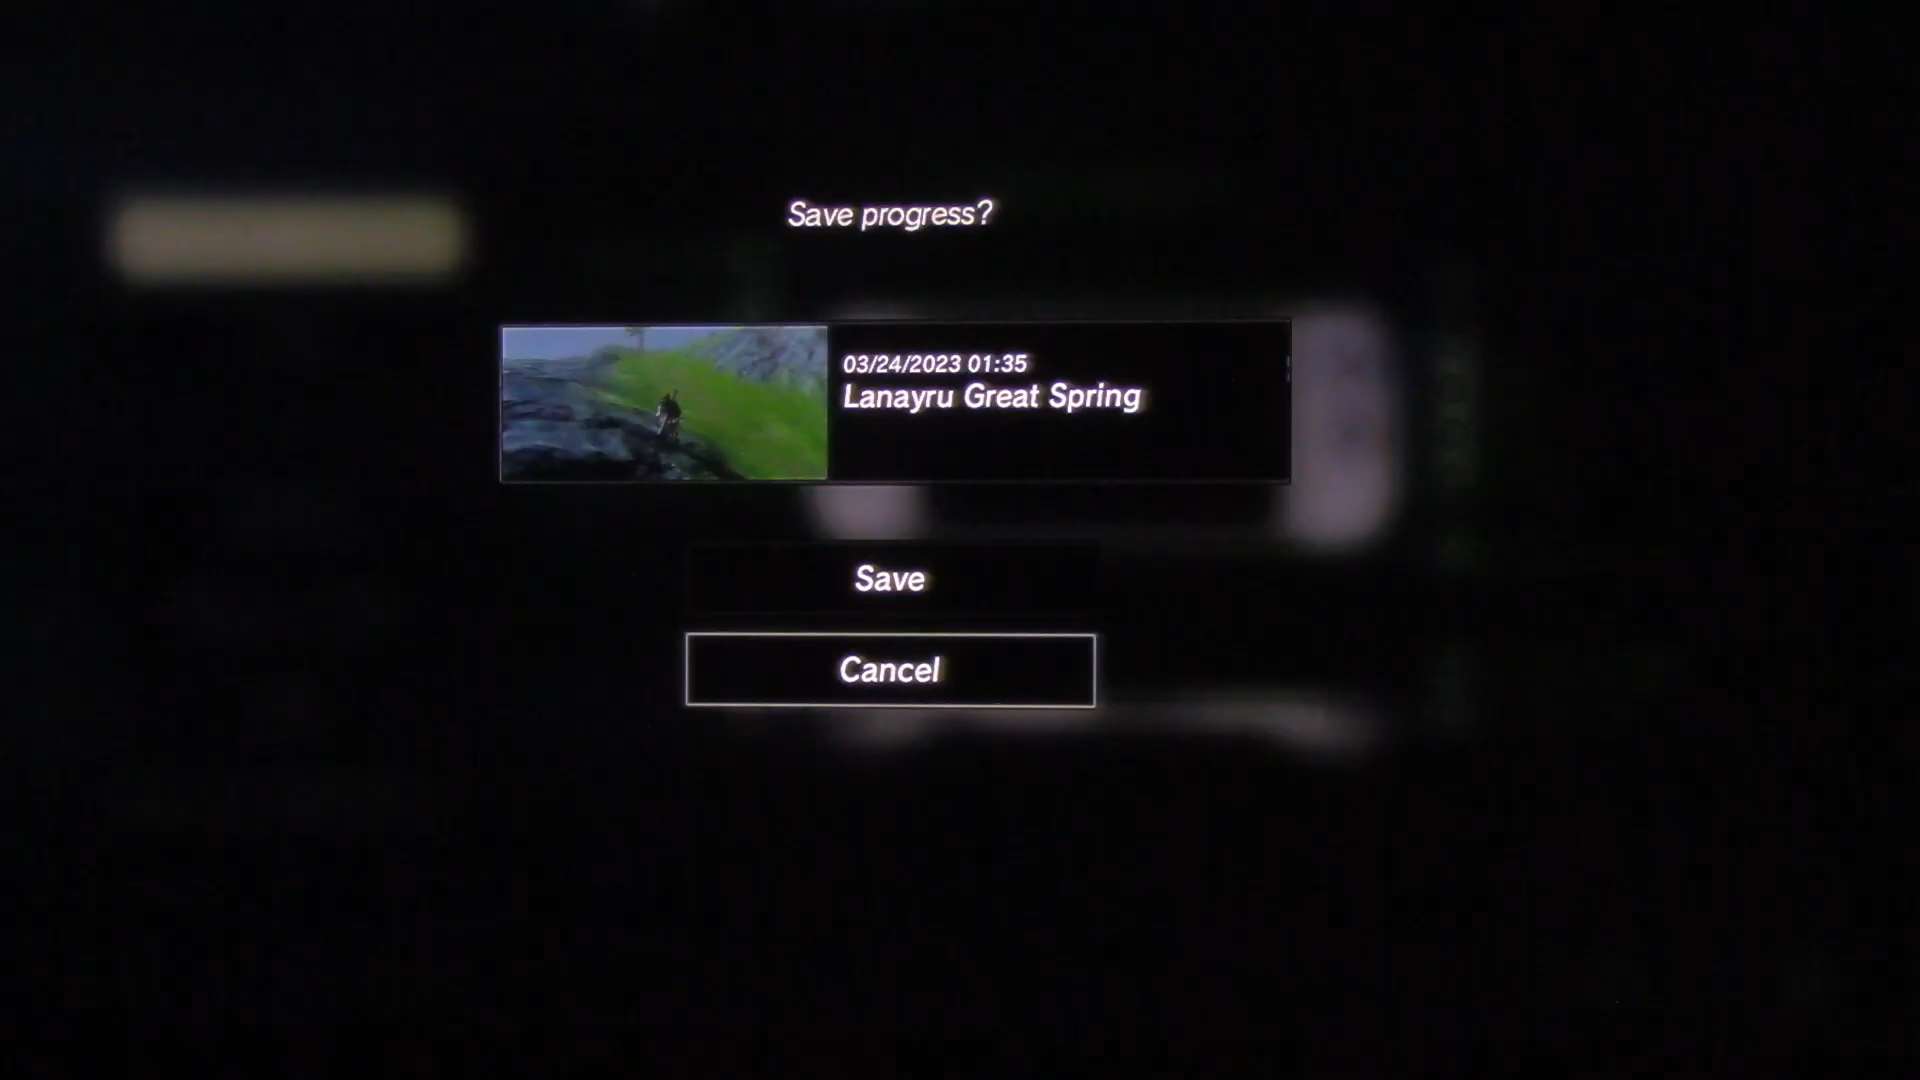 Save progress?
03/24/2023 01:35
Lanayru Great Spring
Save
Cancel